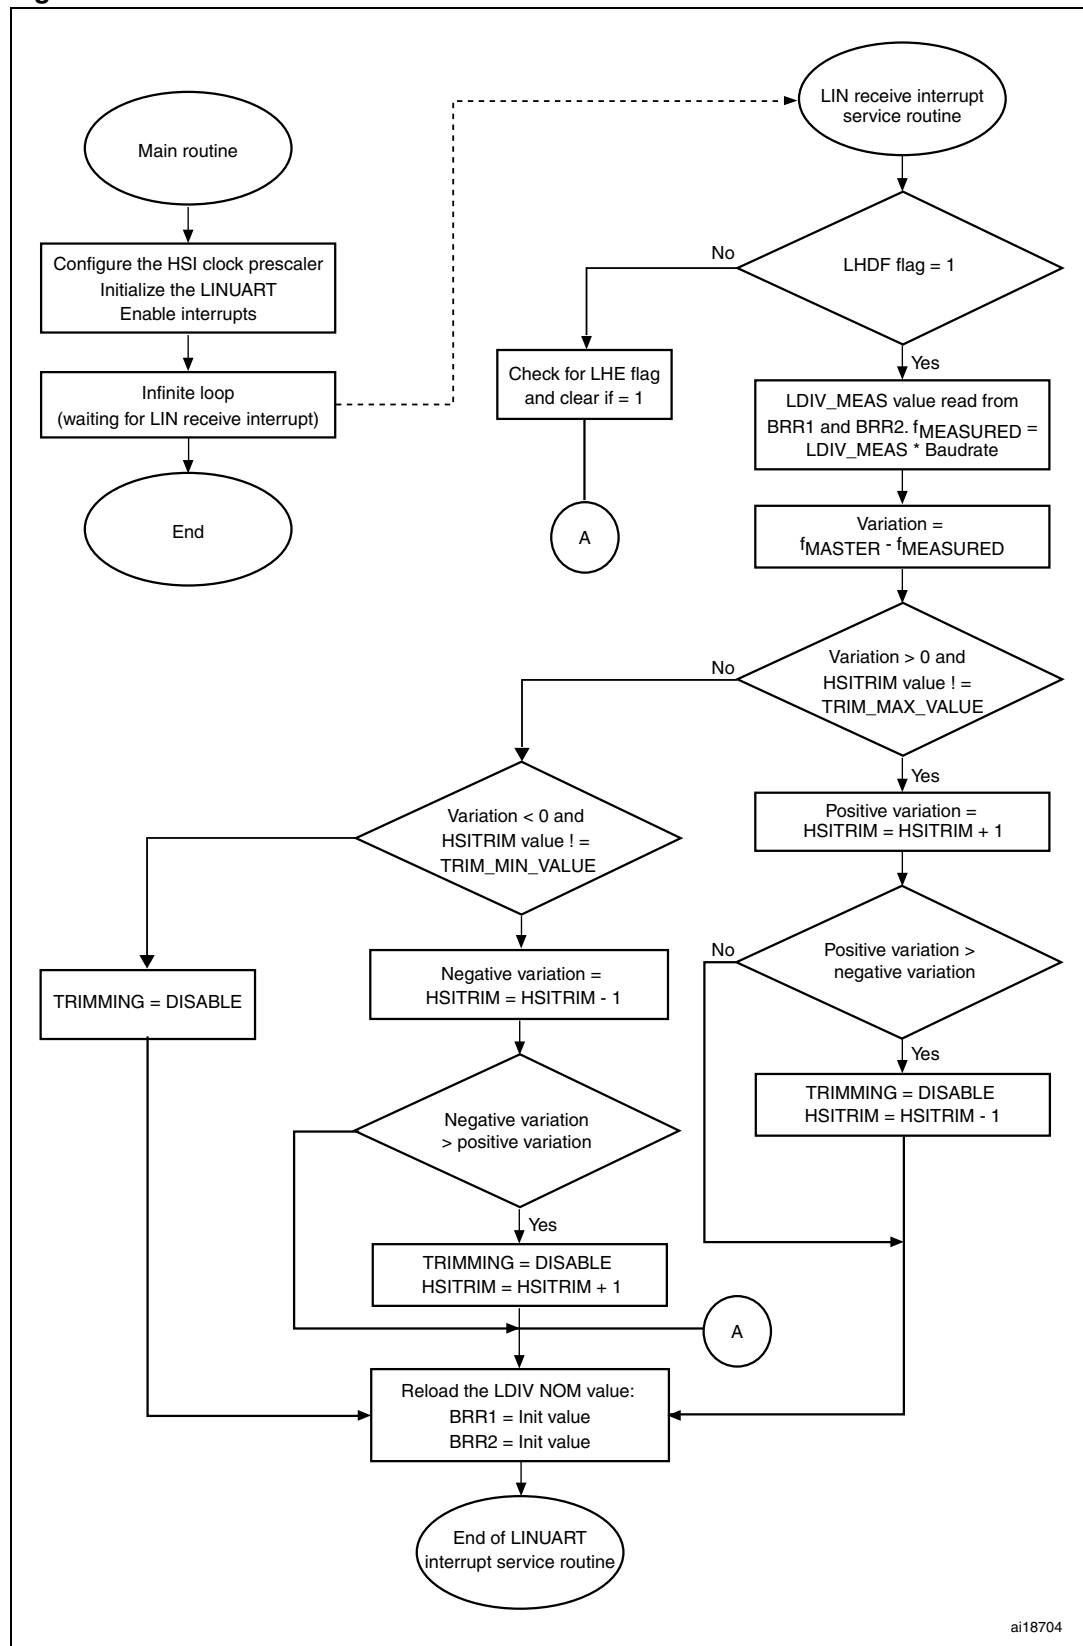 Main routine
Configure the HSI clock prescaler
Initialize the LINUART
Enable interrupts
Infinite loop
(waiting for LIN receive interrupt)
End
LIN receive interrupt
service routine
LHDF flag = 1
No
Yes
Check for LHE flag
and clear if = 1
A
LDIV_MEAS value read from
BRR1 and BRR2. fMEASURED =
LDIV_MEAS * Baudrate
Variation =
fMASTER - fMEASURED
Variation > 0 and
HSITRIM value ! =
TRIM_MAX_VALUE
No
Yes
Variation < 0 and
HSITRIM value ! =
TRIM_MIN_VALUE
Positive variation =
HSITRIM = HSITRIM + 1
TRIMMING = DISABLE
Negative variation =
HSITRIM = HSITRIM - 1
Positive variation >
negative variation
No
Yes
Negative variation
> positive variation
Yes
TRIMMING = DISABLE
HSITRIM = HSITRIM - 1
TRIMMING = DISABLE
HSITRIM = HSITRIM + 1
A
Reload the LDIV NOM value:
BRR1 = Init value
BRR2 = Init value
End of LINUART
interrupt service routine
ai18704